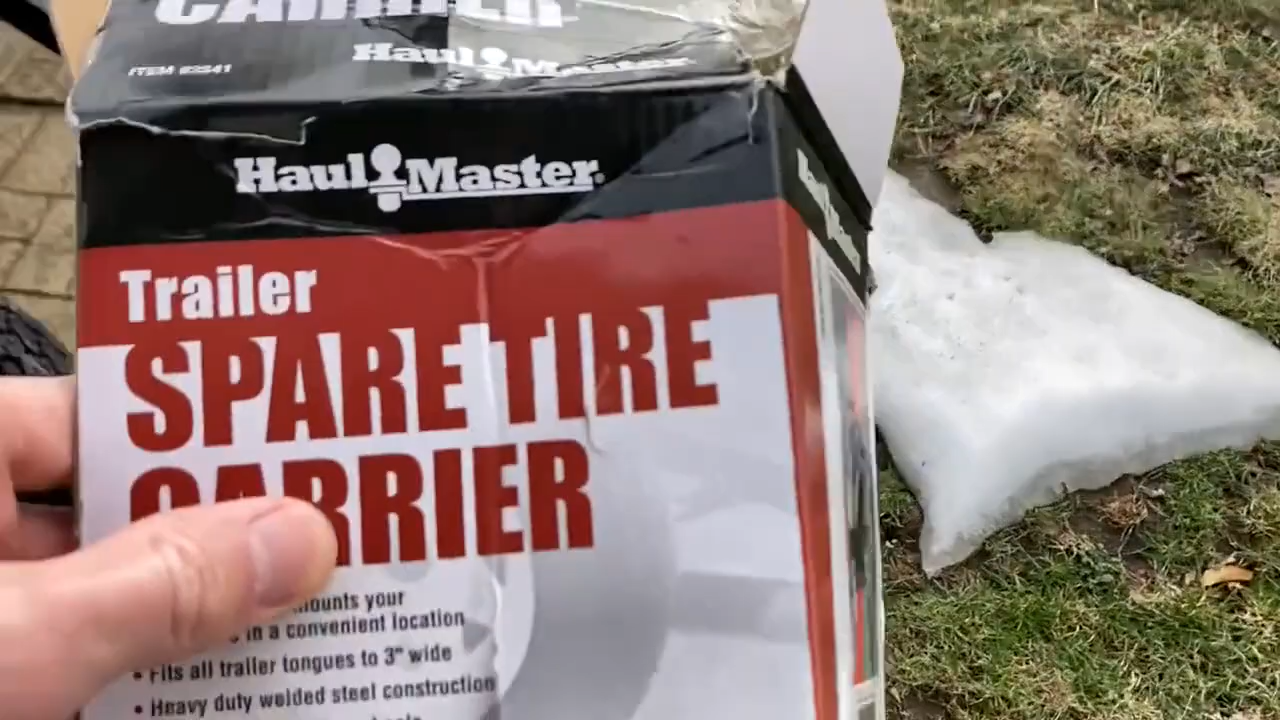 CARRIER
Haul Master
ITEM
Haul Master
Trailer
SPARE TIRE
CARRIER
mounts your
in a convenient location
• Fits all trailer tongues to 3" wide
• Heavy duty welded steel construction